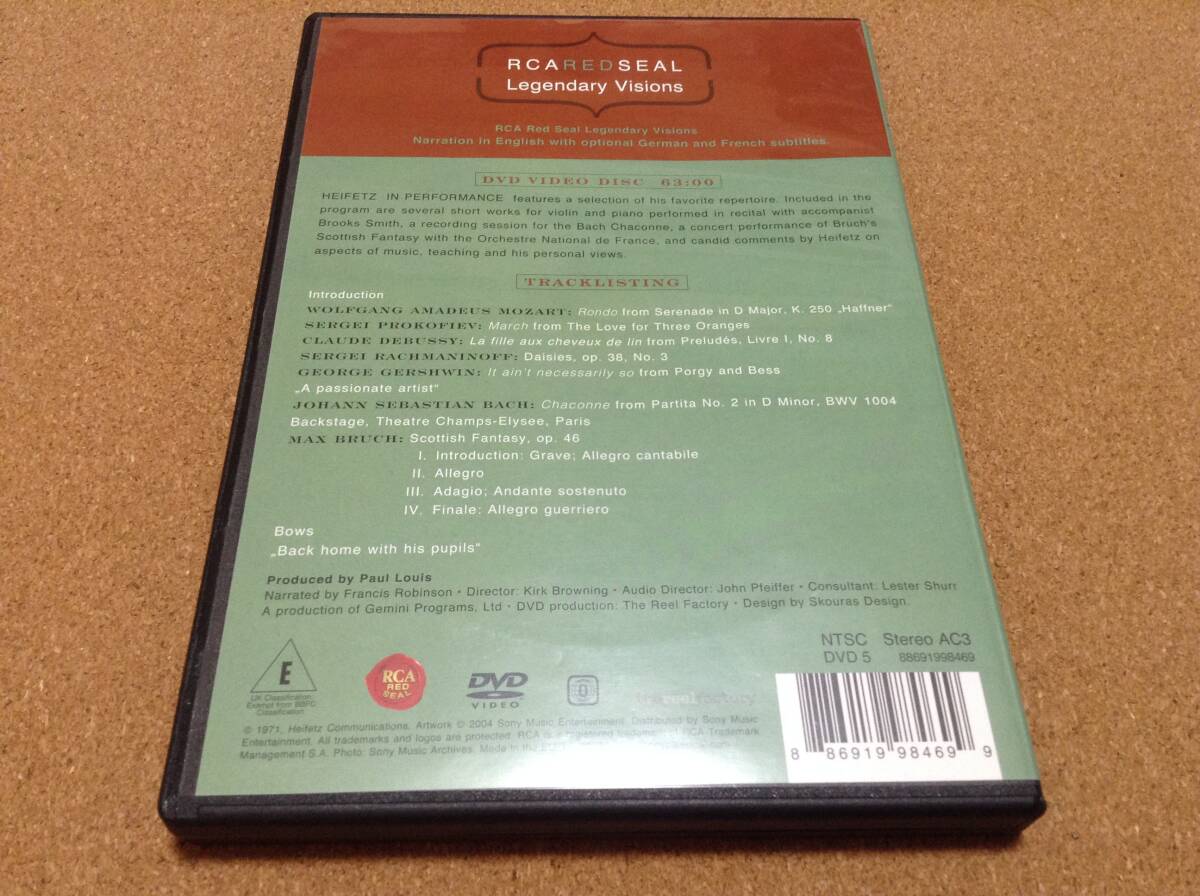 RCAREDSEAL
Legendary Visions
RCA Red Seal Legendary Visions
Narration in English with optional German and French subtitles.
DVD VIDEO DISC 63:00
HEIFETZ IN PERFORMANCE features a selection of his favorite repertoire. Included in the
program are several short works for violin and piano performed in recital with accompanist
Brooks Smith, a recording session for the Bach Chaconne, a concert performance of Bruch's
Scottish Fantasy with the Orchestre National de France, and candid comments by Heifetz on
aspects of music, teaching and his personal views.
TRACKLISTING
Introduction
WOLFGANG AMADEUS MOZART: Rondo from Serenade in D Major, K. 250 „Haffner“
SERGEI PROKOFIEV: March from The Love for Three Oranges
CLAUDE DEBUSSY: La fille aux cheveux de lin from Preludés, Livre I, No. 8
SERGEI RACHMANINOFF: Daisies, op. 38, No. 3
GEORGE GERSHWIN: It ain't necessarily so from Porgy and Bess
„A passionate artist“
JOHANN SEBASTIAN BACH: Chaconne from Partita No. 2 in D Minor, BWV 1004
Backstage, Theatre Champs-Elysee, Paris
MAX BRUCH: Scottish Fantasy, op. 46
I. Introduction: Grave; Allegro cantabile
II. Allegro
III. Adagio; Andante sostenuto
IV. Finale: Allegro guerriero
Bows
„Back home with his pupils“
Produced by Paul Louis
Narrated by Francis Robinson · Director: Kirk Browning · Audio Director: John Pfeiffer · Consultant: Lester Shurr
A production of Gemini Programs, Ltd · DVD production: The Reel Factory · Design by Skouras Design.
NTSC Stereo AC3
DVD 5 88691998469
E
UK Classification:
Exempt from BBFC
Classification
RCA
RED
SEAL
DVD
VIDEO
0
reelfactory
© 1971, Heifetz Communications. Artwork © 2004 Sony Music Entertainment. Distributed by Sony Music
Entertainment. All trademarks and logos are protected. RCA is a registered RCA Trademark
Management S.A. Photo: Sony Music Archives. Made in the
8 86919 98469 9